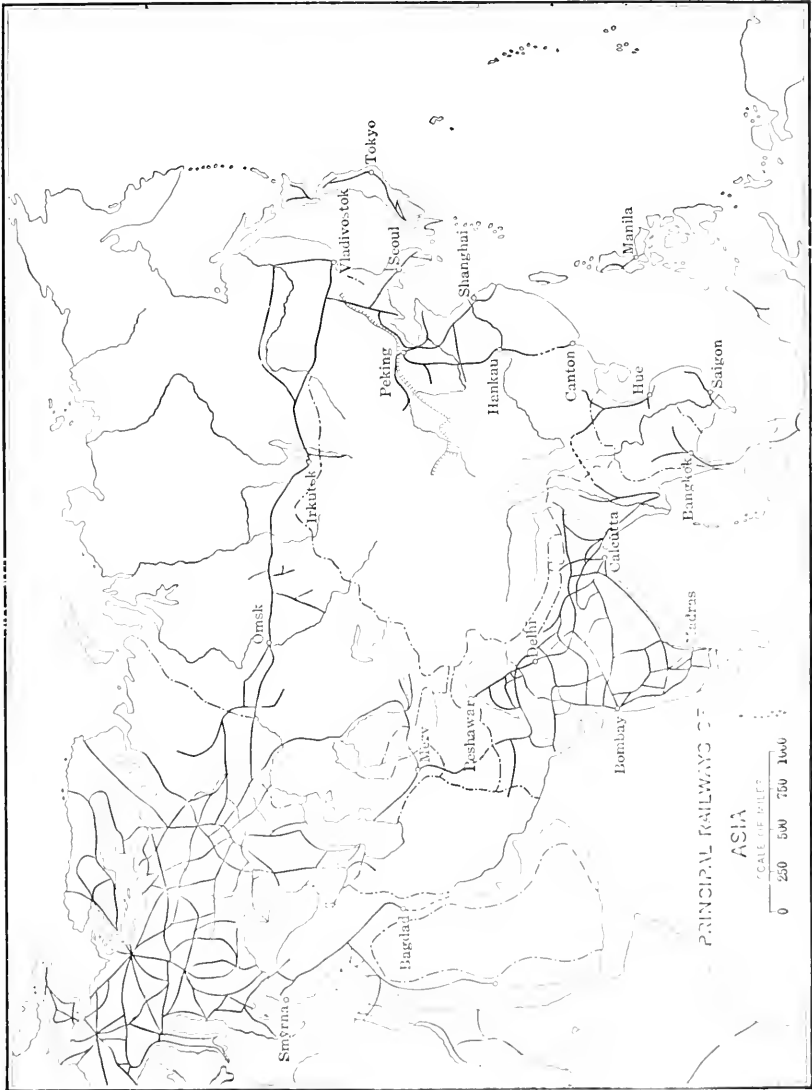 Tokyo
Vladivostok
Seoul
Shanghai
Manila
Peking
Hankau
Canton
Hue
Saigon
Irkutsk
Bangkok
Calcutta
Omsk
Delhi
Madras
Merv
Peshawar
Bombay
Bagdad
Smyrna
PRINCIPAL RAILWAYS OF
ASIA
SCALE OF MILES
0 250 500 750 1000